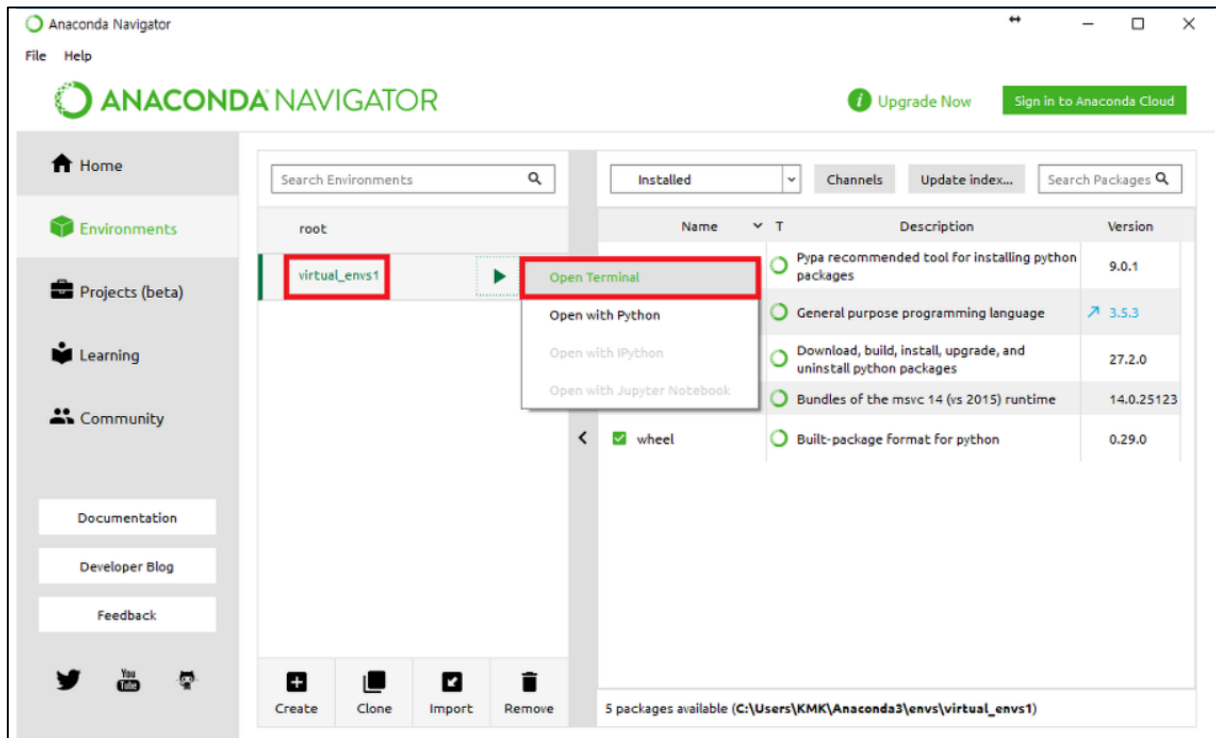 Anaconda Navigator
File Help
ANACONDA NAVIGATOR
i Upgrade Now
Sign in to Anaconda Cloud
Home
Environments
Projects (beta)
Learning
Community
Documentation
Developer Blog
Feedback
You
Tube
Search Environments
root
virtual_envs1
Open Terminal
Open with Python
Open with IPython
Open with Jupyter Notebook
Create Clone Import Remove
Installed Channels Update index... Search Packages
Name T Description Version
Pypa recommended tool for installing python
packages
9.0.1
General purpose programming language 3.5.3
Download, build, install, upgrade, and
uninstall python packages
27.2.0
Bundles of the msvc 14 (vs 2015) runtime 14.0.25123
wheel Built-package format for python 0.29.0
5 packages available (C:\Users\KMK\Anaconda3\envs\virtual_envs1)